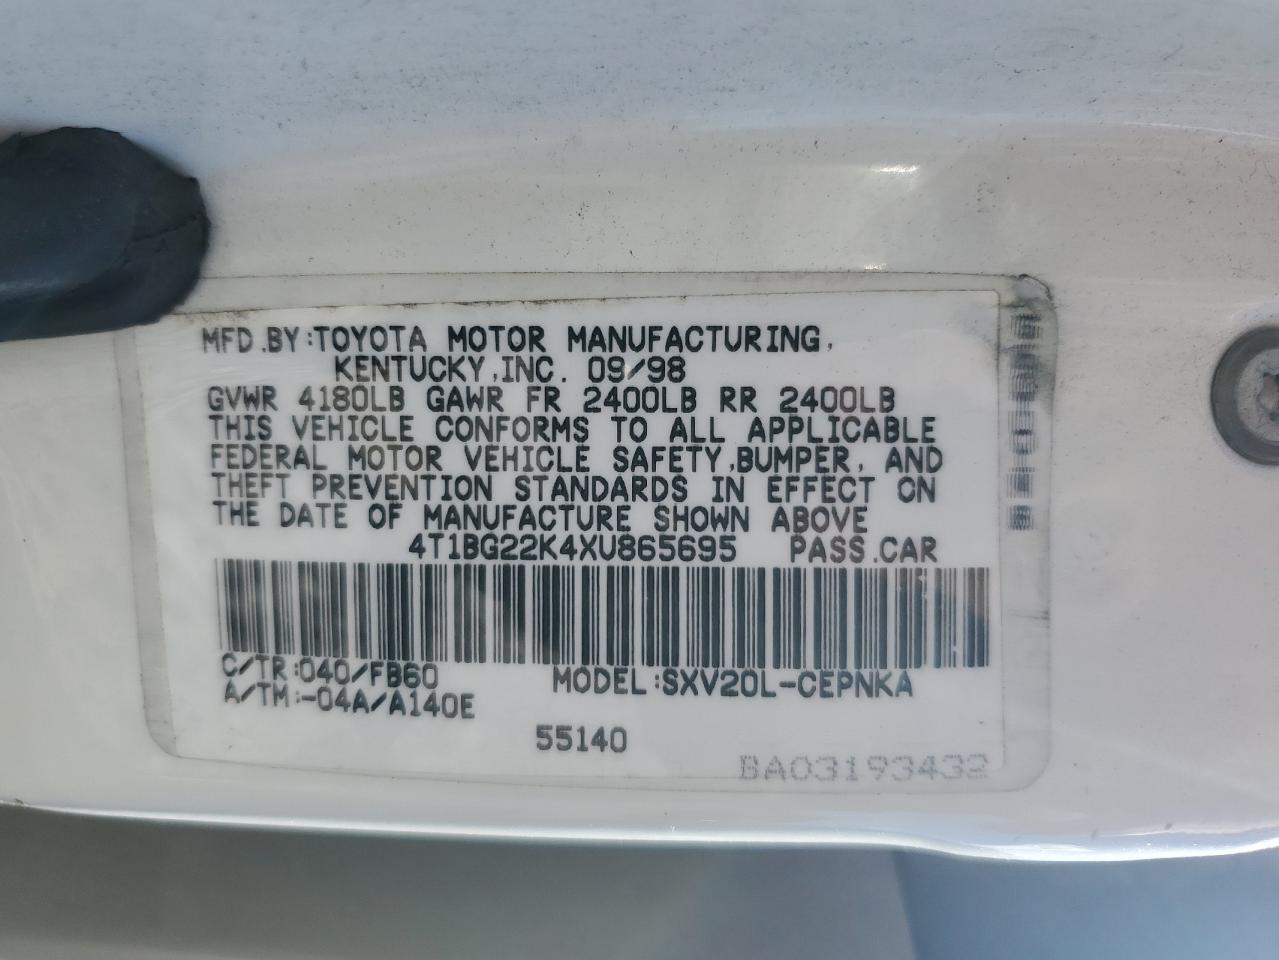 MFD.BY:TOYOTA MOTOR MANUFACTURING,
KENTUCKY,INC. 09/98
GVWR 4180LB GAWR FR 2400LB RR 2400LB
THIS VEHICLE CONFORMS TO ALL APPLICABLE
FEDERAL MOTOR VEHICLE SAFETY,BUMPER, AND
THEFT PREVENTION STANDARDS IN EFFECT ON
THE DATE OF MANUFACTURE SHOWN ABOVE
4T1BG22K4XU865695 PASS.CAR
C/TR:040/FB60 MODEL:SXV20L-CEPNKA
A/TM:-04A/A140E
55140
BA03193432